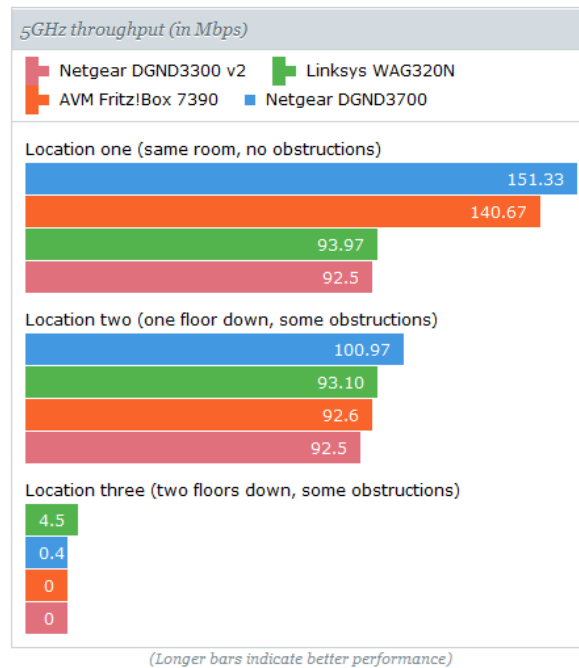 5GHz throughput (in Mbps)
Netgear DGND3300 v2 Linksys WAG320N
AVM Fritz!Box 7390 Netgear DGND3700
Location one (same room, no obstructions)
151.33
140.67
93.97
92.5
Location two (one floor down, some obstructions)
100.97
93.10
92.6
92.5
Location three (two floors down, some obstructions)
4.5
0.4
0
0
(Longer bars indicate better performance)